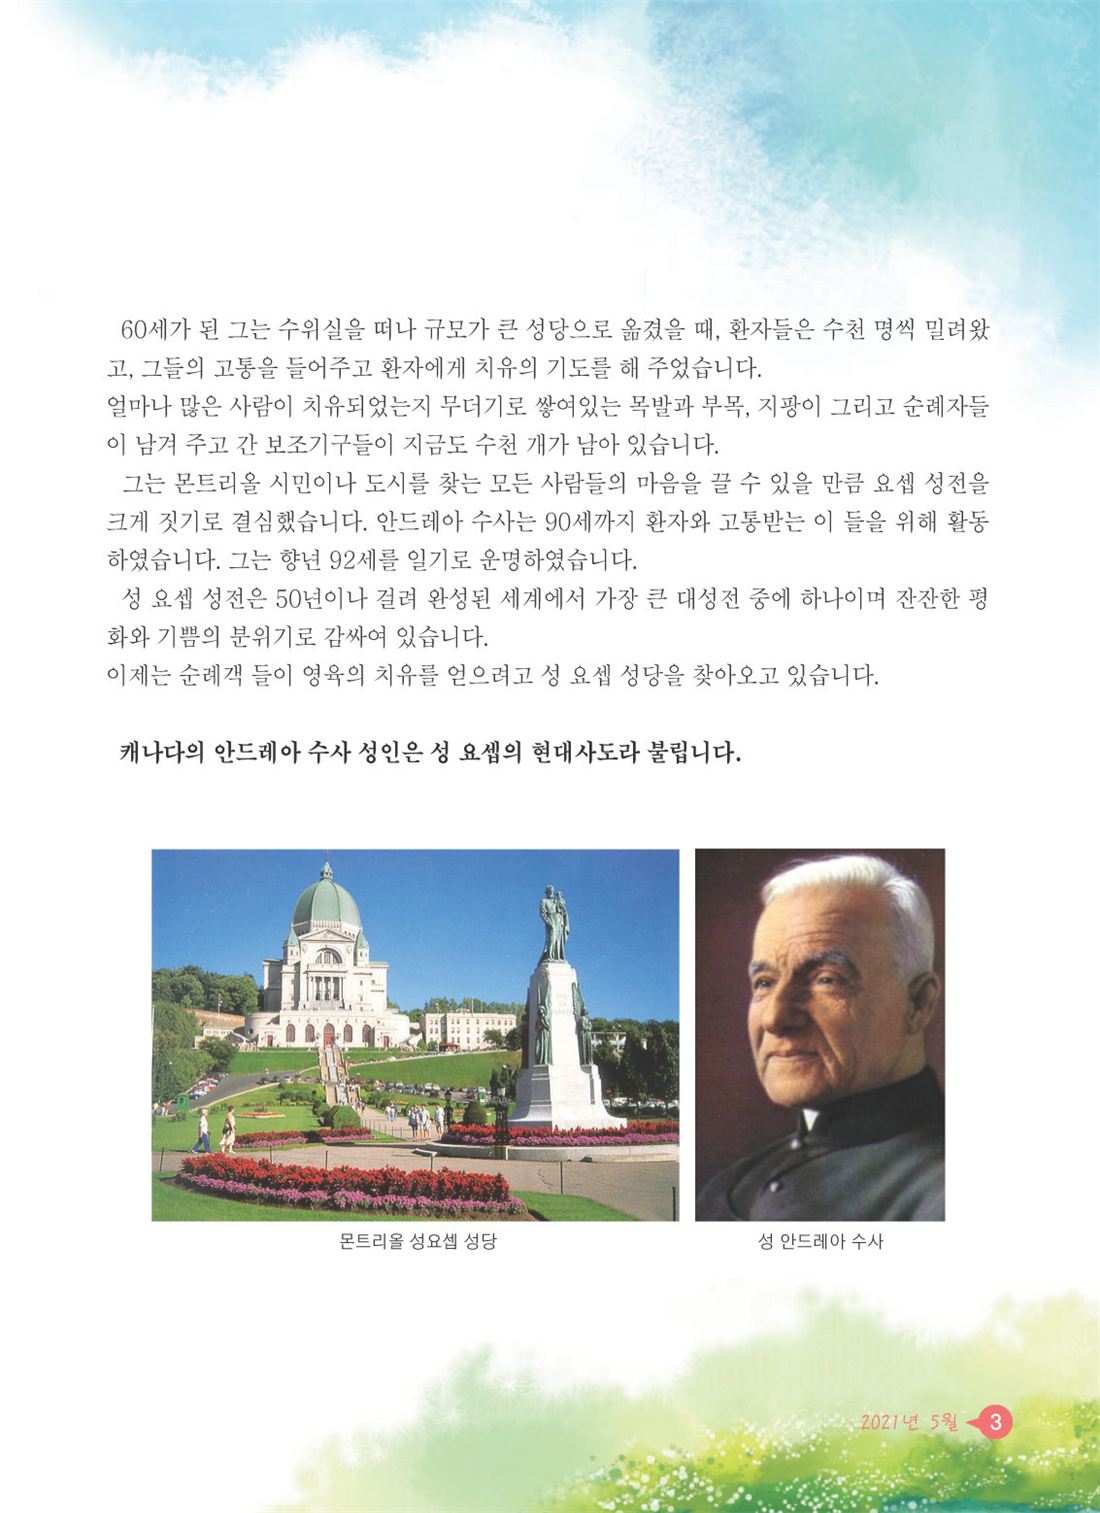 60세가 된 그는 수위실을 떠나 규모가 큰 성당으로 옮겼을 때, 환자들은 수천 명씩 밀려왔
고, 그들의 고통을 들어주고 환자에게 치유의 기도를 해 주었습니다.
얼마나 많은 사람이 치유되었는지 무더기로 쌓여있는 목발과 부목, 지팡이 그리고 순례자들
이 남겨 주고 간 보조기구들이 지금도 수천 개가 남아 있습니다.
그는 몬트리올 시민이나 도시를 찾는 모든 사람들의 마음을 끌 수 있을 만큼 요셉 성전을
크게 짓기로 결심했습니다. 안드레아 수사는 90세까지 환자와 고통받는 이 들을 위해 활동
하였습니다. 그는 향년 92세를 일기로 운명하였습니다.
성 요셉 성전은 50년이나 걸려 완성된 세계에서 가장 큰 대성전 중에 하나이며 잔잔한 평
화와 기쁨의 분위기로 감싸여 있습니다.
이제는 순례객 들이 영육의 치유를 얻으려고 성 요셉 성당을 찾아오고 있습니다.
캐나다의 안드레아 수사 성인은 성 요셉의 현대사도라 불립니다.
몬트리올 성요셉 성당
성 안드레아 수사
2021년 5월 3